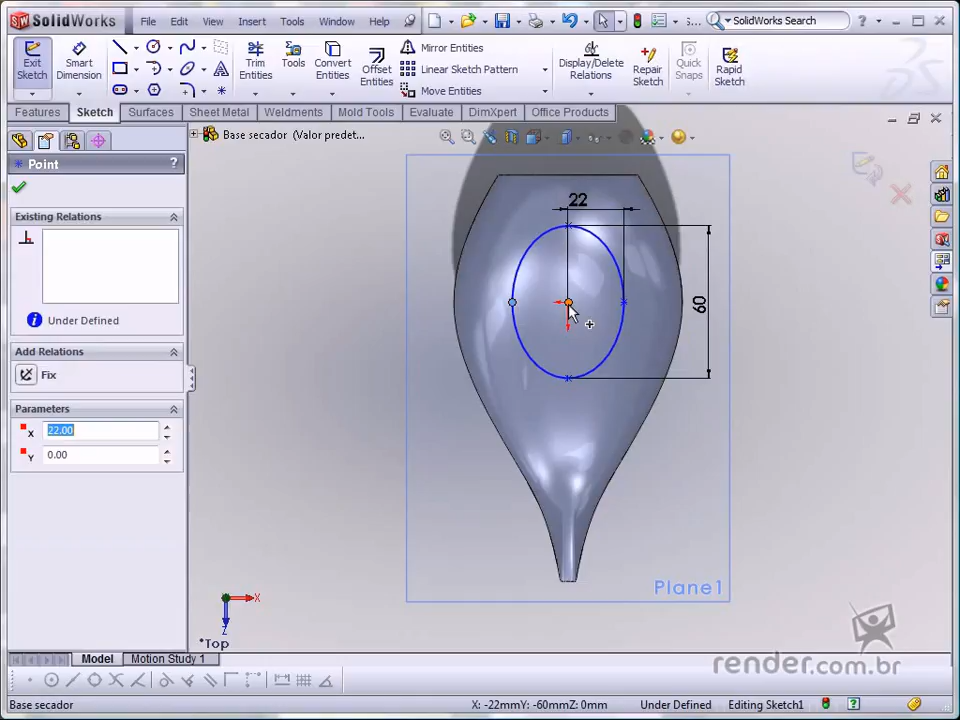 SolidWorks File Edit View Insert Tools Window Help s... SolidWorks Search ?
Exit Sketch
Smart Dimension
Trim Entities
Tools
Convert Entities
Offset Entities
Mirror Entities
Linear Sketch Pattern
Move Entities
Display/Delete Relations
Repair Sketch
Quick Snaps
Rapid Sketch
Features Sketch Surfaces Sheet Metal Weldments Mold Tools Evaluate DimXpert Office Products
Base secador (Valor predet...
Point ?
Existing Relations
Under Defined
Add Relations
Fix
Parameters
X 22.00
Y 0.00
22
60
Plane1
X
Z
*Top
Model Motion Study 1
render.com.br
Base secador X: -22mmY: -60mmZ: 0mm Under Defined Editing Sketch1 ?